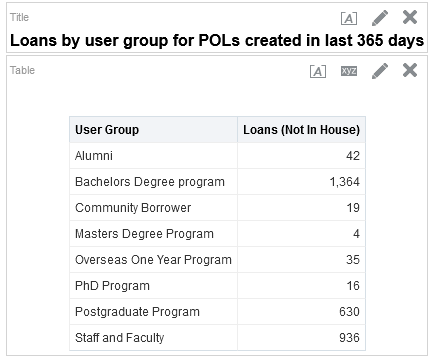 Title
[A]
Loans by user group for POLs created in last 365 days
Table
[A] xyz
User Group Loans (Not In House)
Alumni 42
Bachelors Degree program 1,364
Community Borrower 19
Masters Degree Program 4
Overseas One Year Program 35
PhD Program 16
Postgraduate Program 630
Staff and Faculty 936